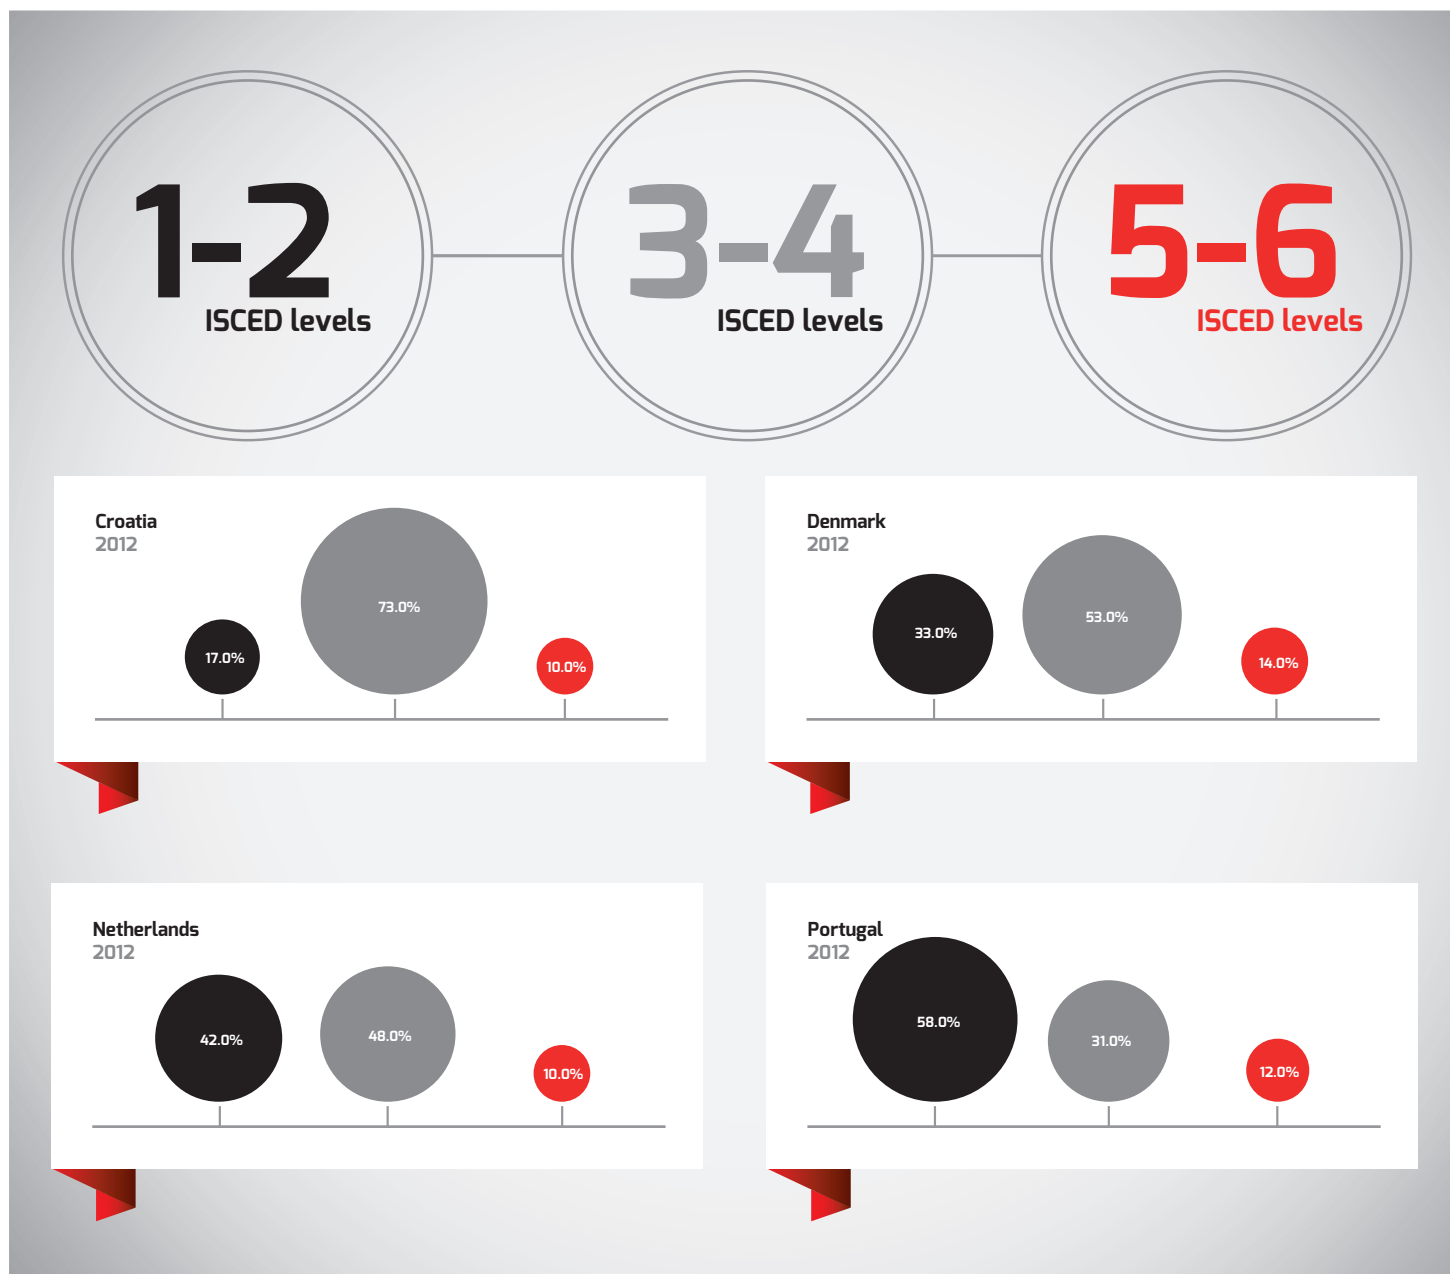 1-2
ISCED levels
3-4
ISCED levels
5-6
ISCED levels
Croatia
2012
17.0%
73.0%
10.0%
Denmark
2012
33.0%
53.0%
14.0%
Netherlands
2012
42.0%
48.0%
10.0%
Portugal
2012
58.0%
31.0%
12.0%